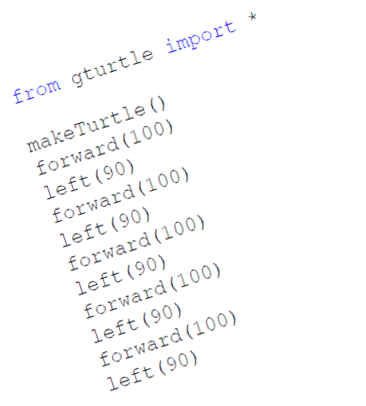 from gturtle import *
makeTurtle()
forward(100)
left(90)
forward(100)
left(90)
forward(100)
left(90)
forward(100)
left(90)
forward(100)
left(90)